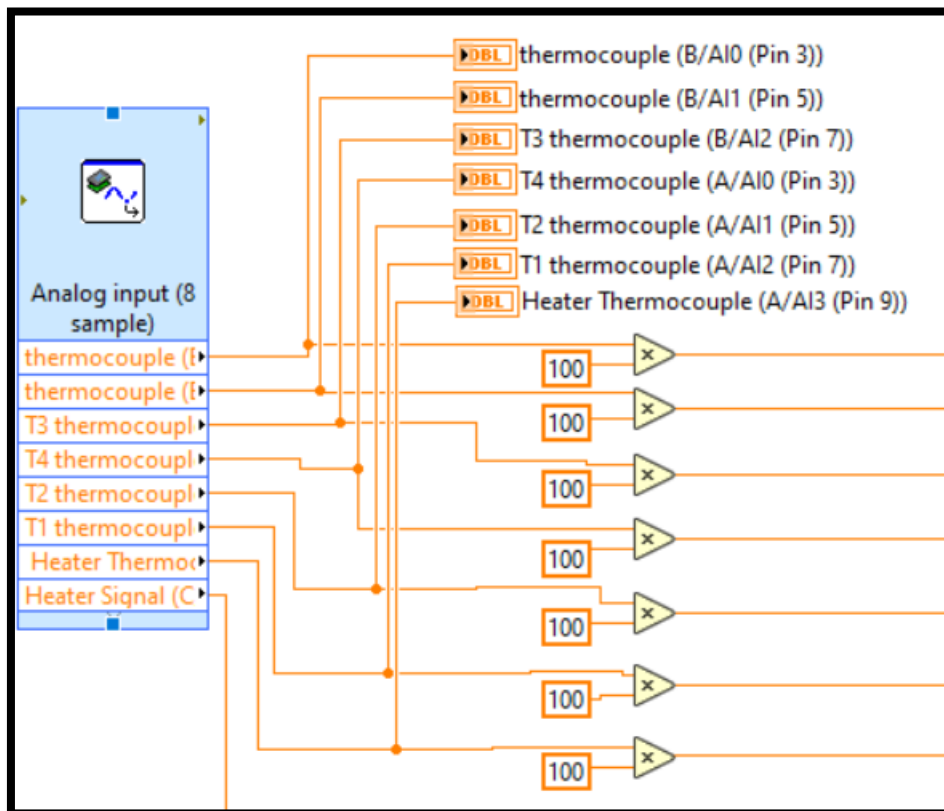 DBL thermocouple (B/AI0 (Pin 3))
DBL thermocouple (B/AI1 (Pin 5))
DBL T3 thermocouple (B/AI2 (Pin 7))
DBL T4 thermocouple (A/AI0 (Pin 3))
DBL T2 thermocouple (A/AI1 (Pin 5))
DBL T1 thermocouple (A/AI2 (Pin 7))
DBL Heater Thermocouple (A/AI3 (Pin 9))
Analog input (8
sample)
thermocouple (B
thermocouple (B
T3 thermocoupl
T4 thermocoupl
T2 thermocoupl
T1 thermocoupl
Heater Thermoc
Heater Signal (C
100
×
100
×
100
×
100
×
100
×
100
×
100
×